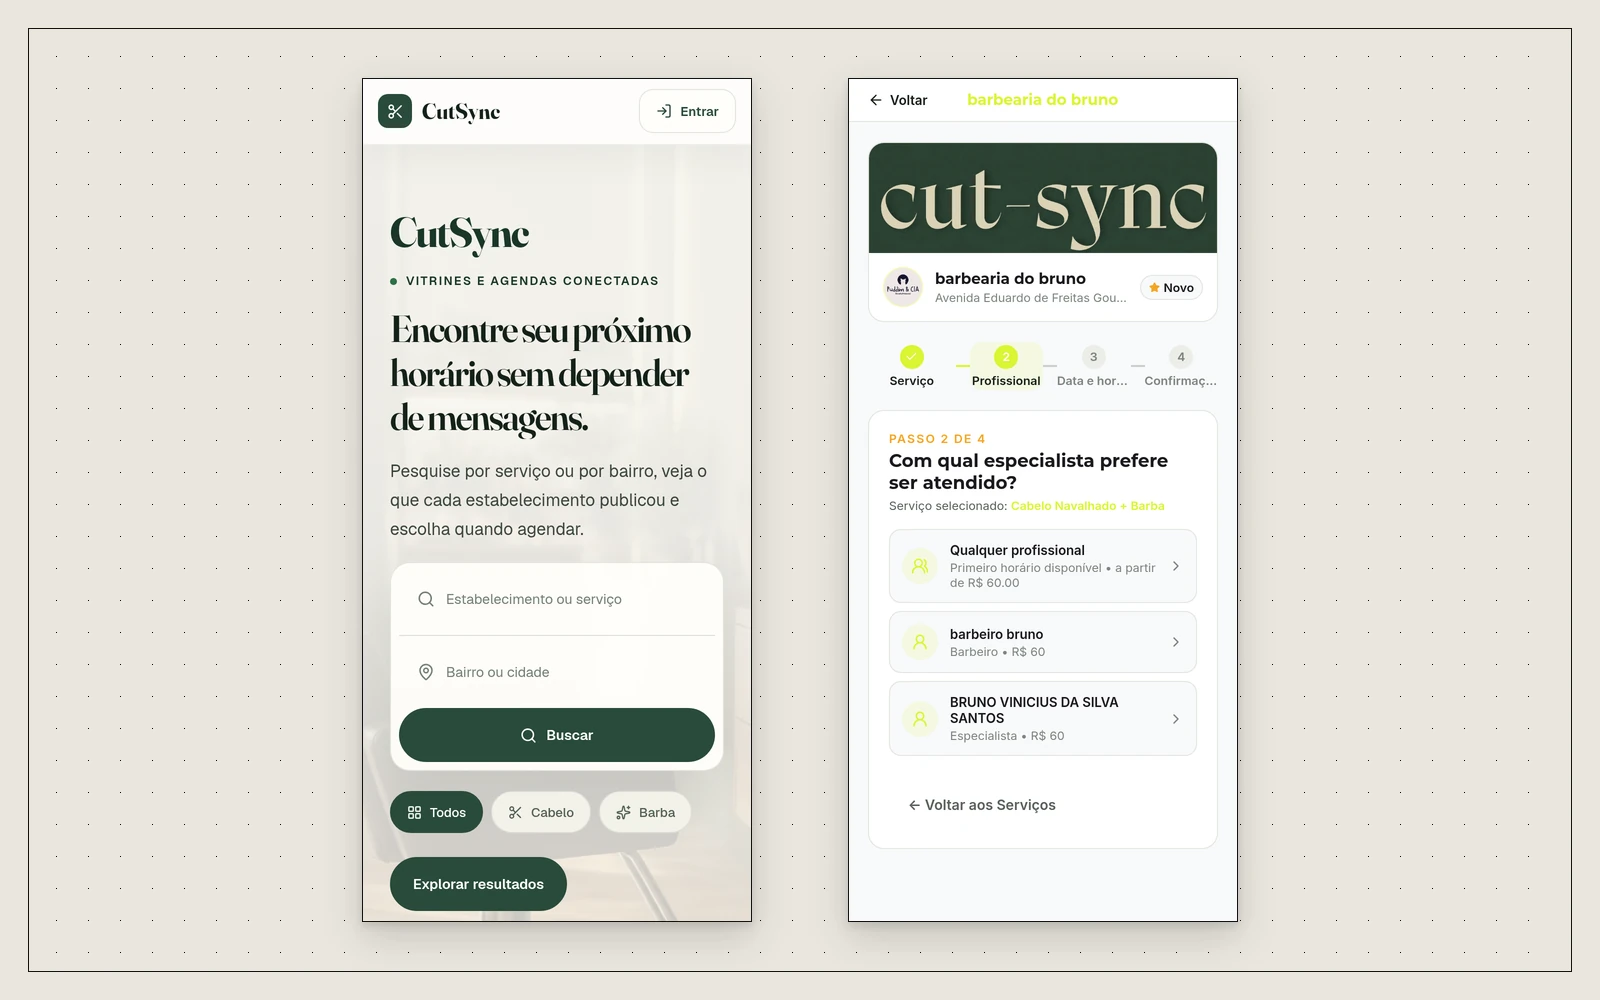 CutSync
Entrar
CutSync
VITRINES E AGENDAS CONECTADAS
Encontre seu próximo
horário sem depender
de mensagens.
Pesquise por serviço ou por bairro, veja o
que cada estabelecimento publicou e
escolha quando agendar.
Estabelecimento ou serviço
Bairro ou cidade
Buscar
Todos
Cabelo
Barba
Explorar resultados
Voltar
barbearia do bruno
cut-sync
barbearia do bruno
Avenida Eduardo de Freitas Gou...
Novo
2
3
4
Serviço
Profissional
Data e hor...
Confirmaç...
PASSO 2 DE 4
Com qual especialista prefere
ser atendido?
Serviço selecionado: Cabelo Navalhado + Barba
Qualquer profissional
Primeiro horário disponível • a partir
de R$ 60.00
barbeiro bruno
Barbeiro • R$ 60
BRUNO VINICIUS DA SILVA
SANTOS
Especialista • R$ 60
← Voltar aos Serviços